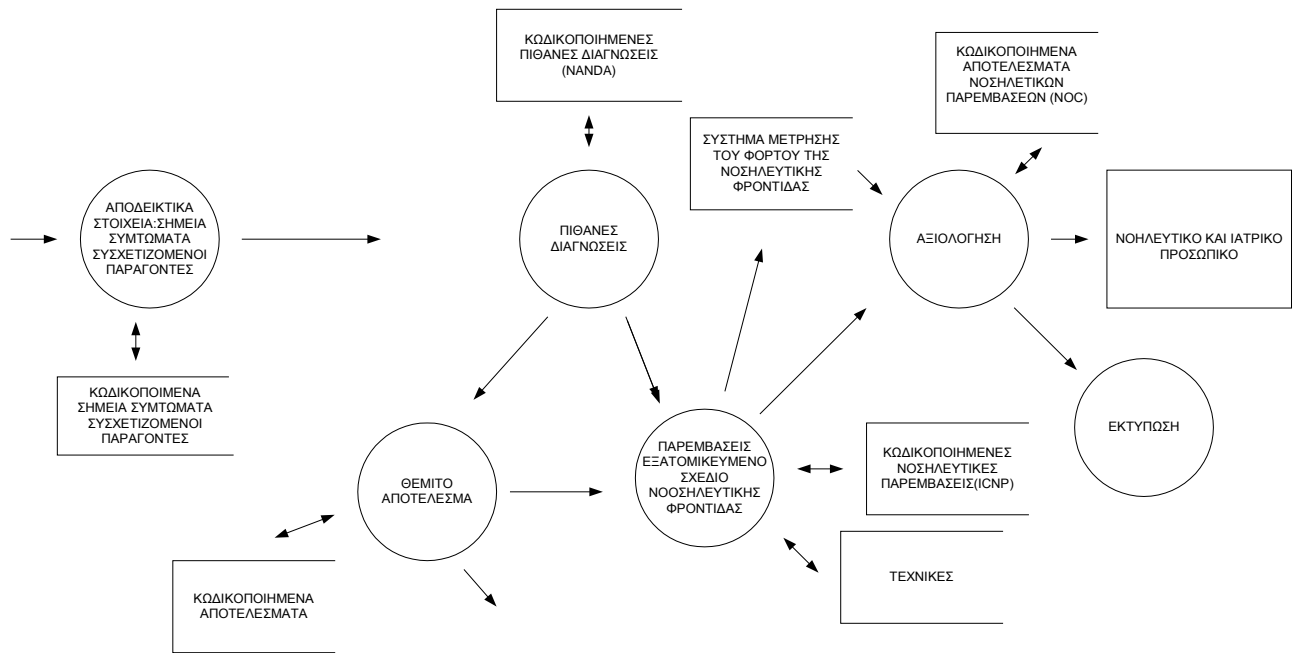 ΚΩΔΙΚΟΠΟΙΗΜΕΝΕΣ
ΠΙΘΑΝΕΣ ΔΙΑΓΝΩΣΕΙΣ
(NANDA)
ΚΩΔΙΚΟΠΟΙΗΜΕΝΑ
ΑΠΟΤΕΛΕΣΜΑΤΑ
ΝΟΣΗΛΕΤΙΚΩΝ
ΠΑΡΕΜΒΑΣΕΩΝ (NOC)
ΣΥΣΤΗΜΑ ΜΕΤΡΗΣΗΣ
ΤΟΥ ΦΟΡΤΟΥ ΤΗΣ
ΝΟΣΗΛΕΥΤΙΚΗΣ
ΦΡΟΝΤΙΔΑΣ
ΑΠΟΔΕΙΚΤΙΚΑ
ΣΤΟΙΧΕΙΑ:ΣΗΜΕΙΑ
ΣΥΜΤΩΜΑΤΑ
ΣΥΣΧΕΤΙΖΟΜΕΝΟΙ
ΠΑΡΑΓΟΝΤΕΣ
ΠΙΘΑΝΕΣ
ΔΙΑΓΝΩΣΕΙΣ
ΑΞΙΟΛΟΓΗΣΗ
ΝΟΗΛΕΥΤΙΚΟ ΚΑΙ ΙΑΤΡΙΚΟ
ΠΡΟΣΩΠΙΚΟ
ΚΩΔΙΚΟΠΟΙΜΕΝΑ
ΣΗΜΕΙΑ ΣΥΜΤΩΜΑΤΑ
ΣΥΣΧΕΤΙΖΟΜΕΝΟΙ
ΠΑΡΑΓΟΝΤΕΣ
ΕΚΤΥΠΩΣΗ
ΘΕΜΙΤΟ
ΑΠΟΤΕΛΕΣΜΑ
ΠΑΡΕΜΒΑΣΕΙΣ
ΕΞΑΤΟΜΙΚΕΥΜΕΝΟ
ΣΧΕΔΙΟ
ΝΟΟΣΗΛΕΥΤΙΚΗΣ
ΦΡΟΝΤΙΔΑΣ
ΚΩΔΙΚΟΠΟΙΗΜΕΝΕΣ
ΝΟΣΗΛΕΥΤΙΚΕΣ
ΠΑΡΕΜΒΑΣΕΙΣ(ICNP)
ΤΕΧΝΙΚΕΣ
ΚΩΔΙΚΟΠΟΙΗΜΕΝΑ
ΑΠΟΤΕΛΕΣΜΑΤΑ